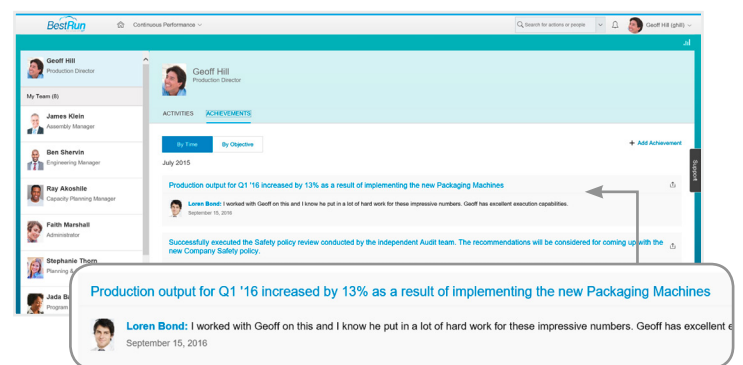 BestRun
Continuous Performance
Search for actions or people
Geoff Hill (ghill)
Geoff Hill
Production Director
My Team (8)
James Klein
Assembly Manager
Ben Shervin
Engineering Manager
Ray Akoshile
Capacity Planning Manager
Faith Marshall
Administrator
Stephanie Thorn
Planning &
Jada Ba
Program
Geoff Hill
Production Director
ACTIVITIES ACHIEVEMENTS
By Time By Objective
+ Add Achievement
July 2015
Support
Production output for Q1 '16 increased by 13% as a result of implementing the new Packaging Machines
Loren Bond: I worked with Geoff on this and I know he put in a lot of hard work for these impressive numbers. Geoff has excellent execution capabilities.
September 15, 2016
Successfully executed the Safety policy review conducted by the independent Audit team. The recommendations will be considered for coming up with the
new Company Safety policy.
Production output for Q1 '16 increased by 13% as a result of implementing the new Packaging Machines
Loren Bond: I worked with Geoff on this and I know he put in a lot of hard work for these impressive numbers. Geoff has excellent e
September 15, 2016